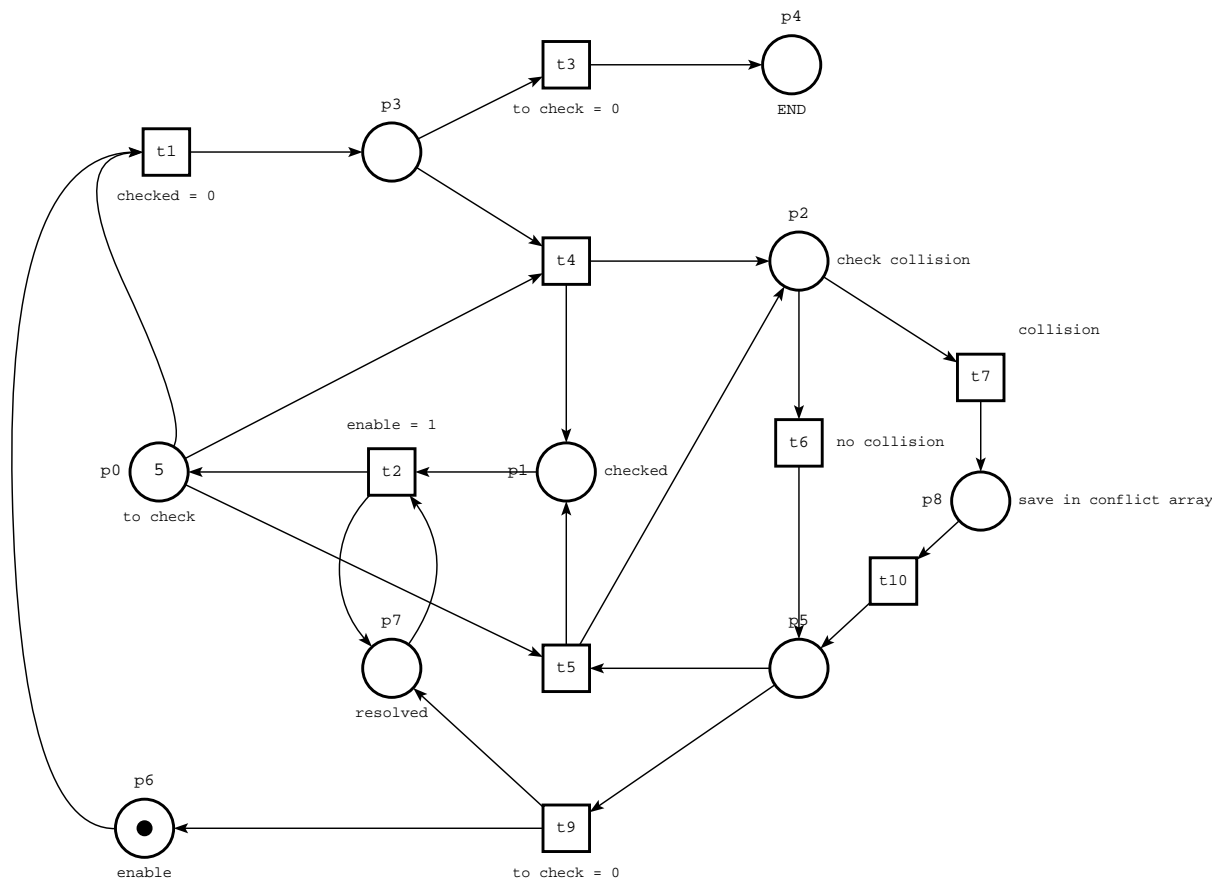 p4
t3
p3
to check = 0
END
t1
checked = 0
p2
t4
check collision
collision
t7
enable = 1
t6
no collision
p0
5
t2
p1
checked
p8
save in conflict array
to check
t10
p7
p5
t5
resolved
p6
t9
enable
to check = 0